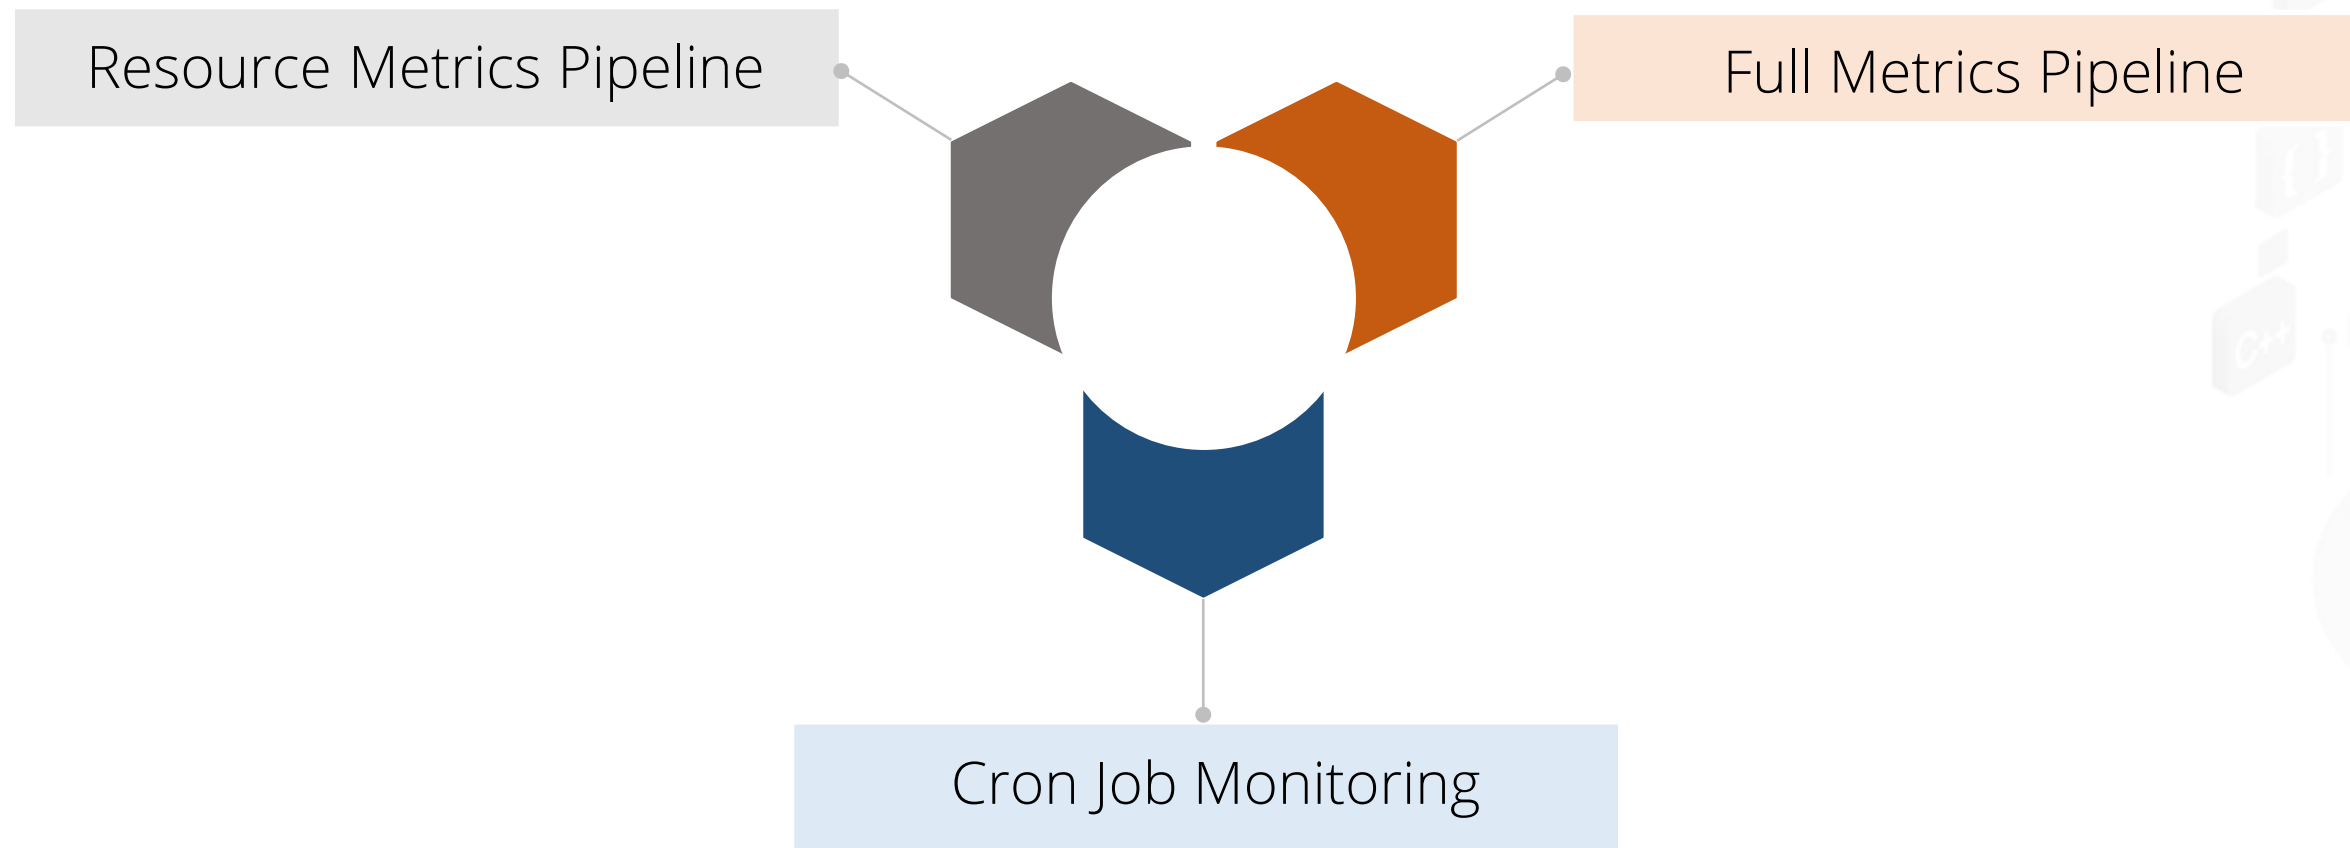 Resource Metrics Pipeline
Full Metrics Pipeline
{ }
C++
Cron Job Monitoring